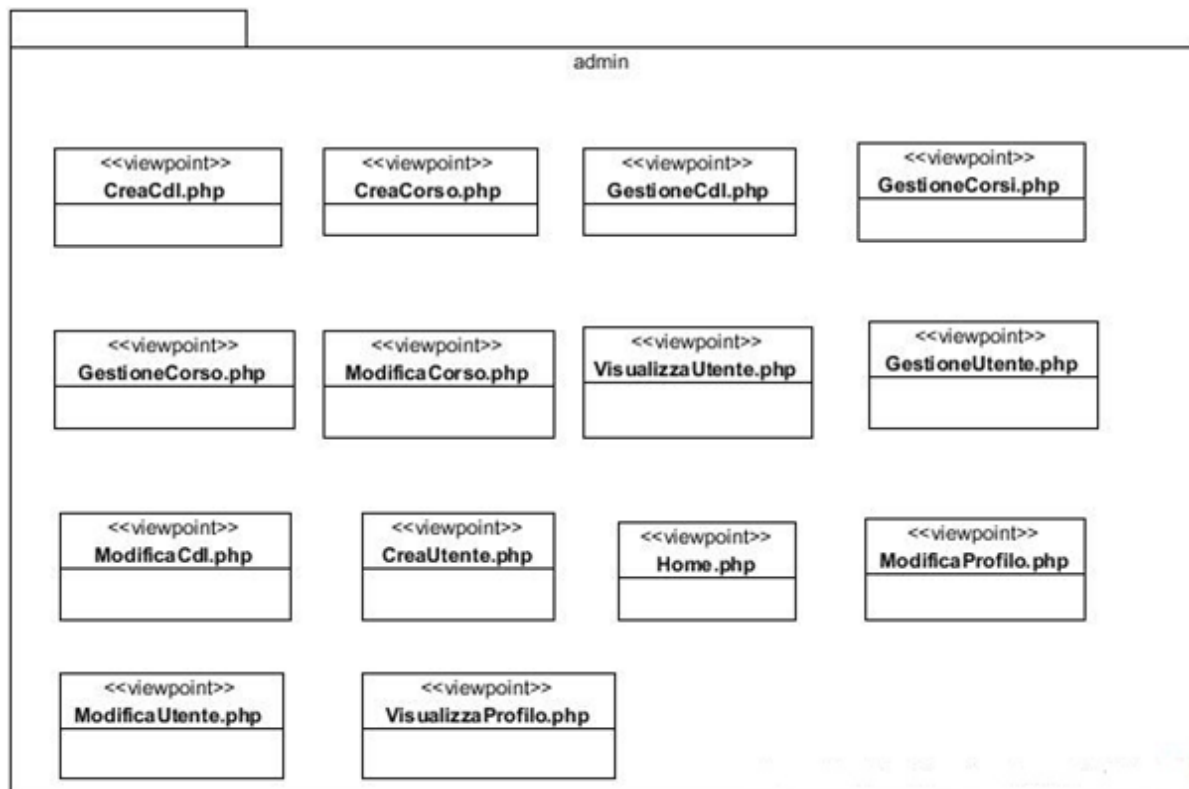 admin
<<viewpoint>>
CreaCdl.php
<<viewpoint>>
CreaCorso.php
<<viewpoint>>
GestioneCdl.php
<<viewpoint>>
GestioneCorsi.php
<<viewpoint>>
GestioneCorso.php
<<viewpoint>>
ModificaCorso.php
<<viewpoint>>
VisualizzaUtente.php
<<viewpoint>>
GestioneUtente.php
<<viewpoint>>
ModificaCdl.php
<<viewpoint>>
CreaUtente.php
<<viewpoint>>
Home.php
<<viewpoint>>
ModificaProfilo.php
<<viewpoint>>
ModificaUtente.php
<<viewpoint>>
VisualizzaProfilo.php